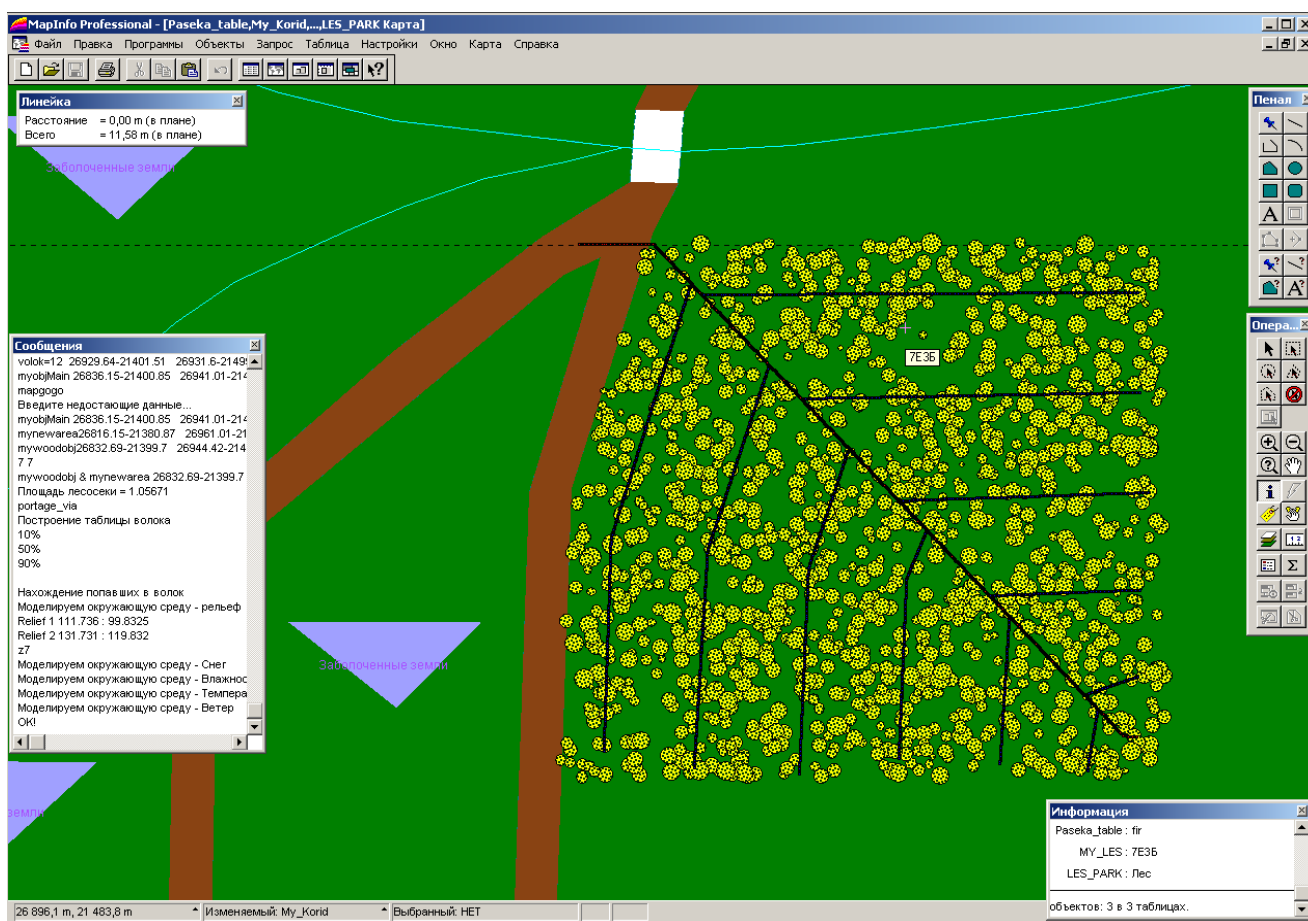 MapInfo Professional - [Paseka_table,My_Korid,...,LES_PARK Карта]
Файл Правка Программы Объекты Запрос Таблица Настройки Окно Карта Справка
Линейка
Расстояние = 0,00 m (в плане)
Всего = 11,58 m (в плане)
Заболоченные земли
Пенал
Сообщения
volok=12 26929.64-21401.51 26931.6-2149
myobjMain 26836.15-21400.85 26941.01-214
mapgogo
Введите недостающие данные...
myobjMain 26836.15-21400.85 26941.01-214
mynewarea26816.15-21380.87 26961.01-21
mywoodobj26832.69-21399.7 26944.42-214
7 7
mywoodobj & mynewarea 26832.69-21399.7
Площадь лесосеки = 1.05671
portage_via
Построение таблицы волока
10%
50%
90%
Нахождение попавших в волок
Моделируем окружающую среду - рельеф
Relief 1 111.736 : 99.8325
Relief 2 131.731 : 119.832
z7
Моделируем окружающую среду - Снег
Моделируем окружающую среду - Влажнос
Моделируем окружающую среду - Темпера
Моделируем окружающую среду - Ветер
OK!
7Е3Б
Опера...
Заболоченные земли
земли
Информация
Paseka_table : fir
MY_LES : 7Е3Б
LES_PARK : Лес
объектов: 3 в 3 таблицах.
26 896,1 m, 21 483,8 m Изменяемый: My_Korid Выбранный: НЕТ